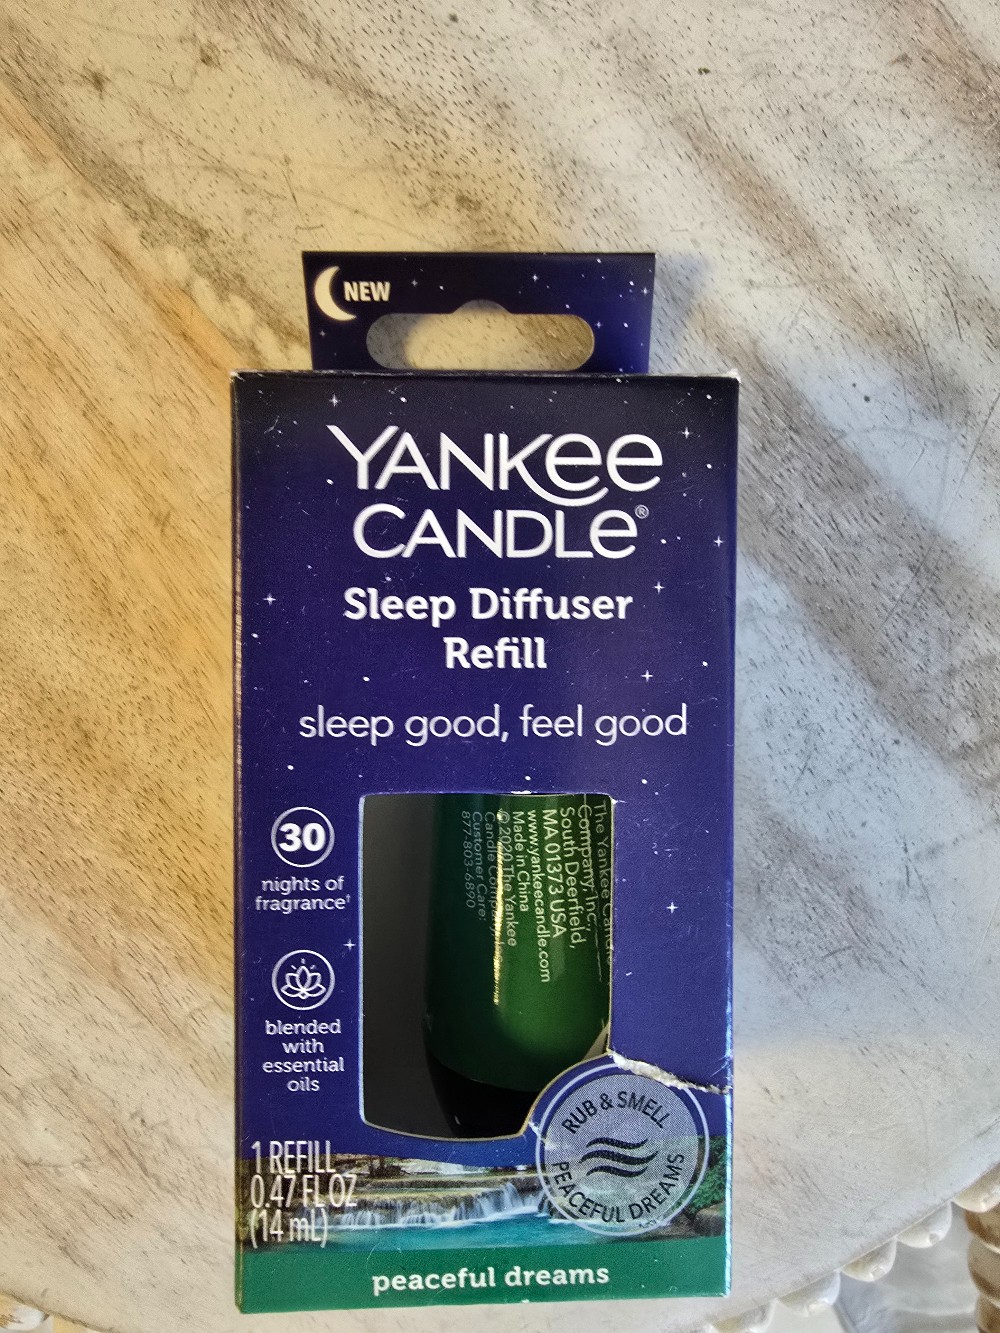 NEW
YANKEE
CANDLE®
Sleep Diffuser
Refill
sleep good, feel good
30
nights of
fragrance†
blended
with
essential
oils
The Yankee Candle
Company, Inc.,
South Deerfield,
MA 01373 USA
www.yankeecandle.com
Made in China
©2020 The Yankee
Candle Company,
Customer Care:
877-803-6890
RUB & SMELL
PEACEFUL DREAMS
1 REFILL
0.47 FL OZ
(14 mL)
peaceful dreams